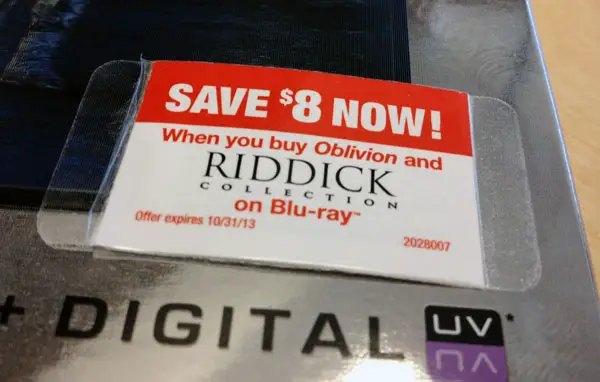 SAVE $8 NOW!
When you buy Oblivion and
RIDDICK
COLLECTION
on Blu-ray™
Offer expires 10/31/13
2028007
+ DIGITAL UV*
UV